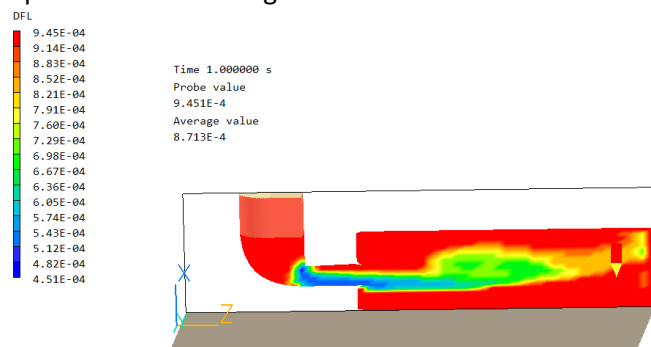 DFL
9.45E-04
9.14E-04
8.83E-04
8.52E-04
8.21E-04
7.91E-04
7.60E-04
7.29E-04
6.98E-04
6.67E-04
6.36E-04
6.05E-04
5.74E-04
5.43E-04
5.12E-04
4.82E-04
4.51E-04
Time 1.000000 s
Probe value
9.451E-4
Average value
8.713E-4
X
Y
Z